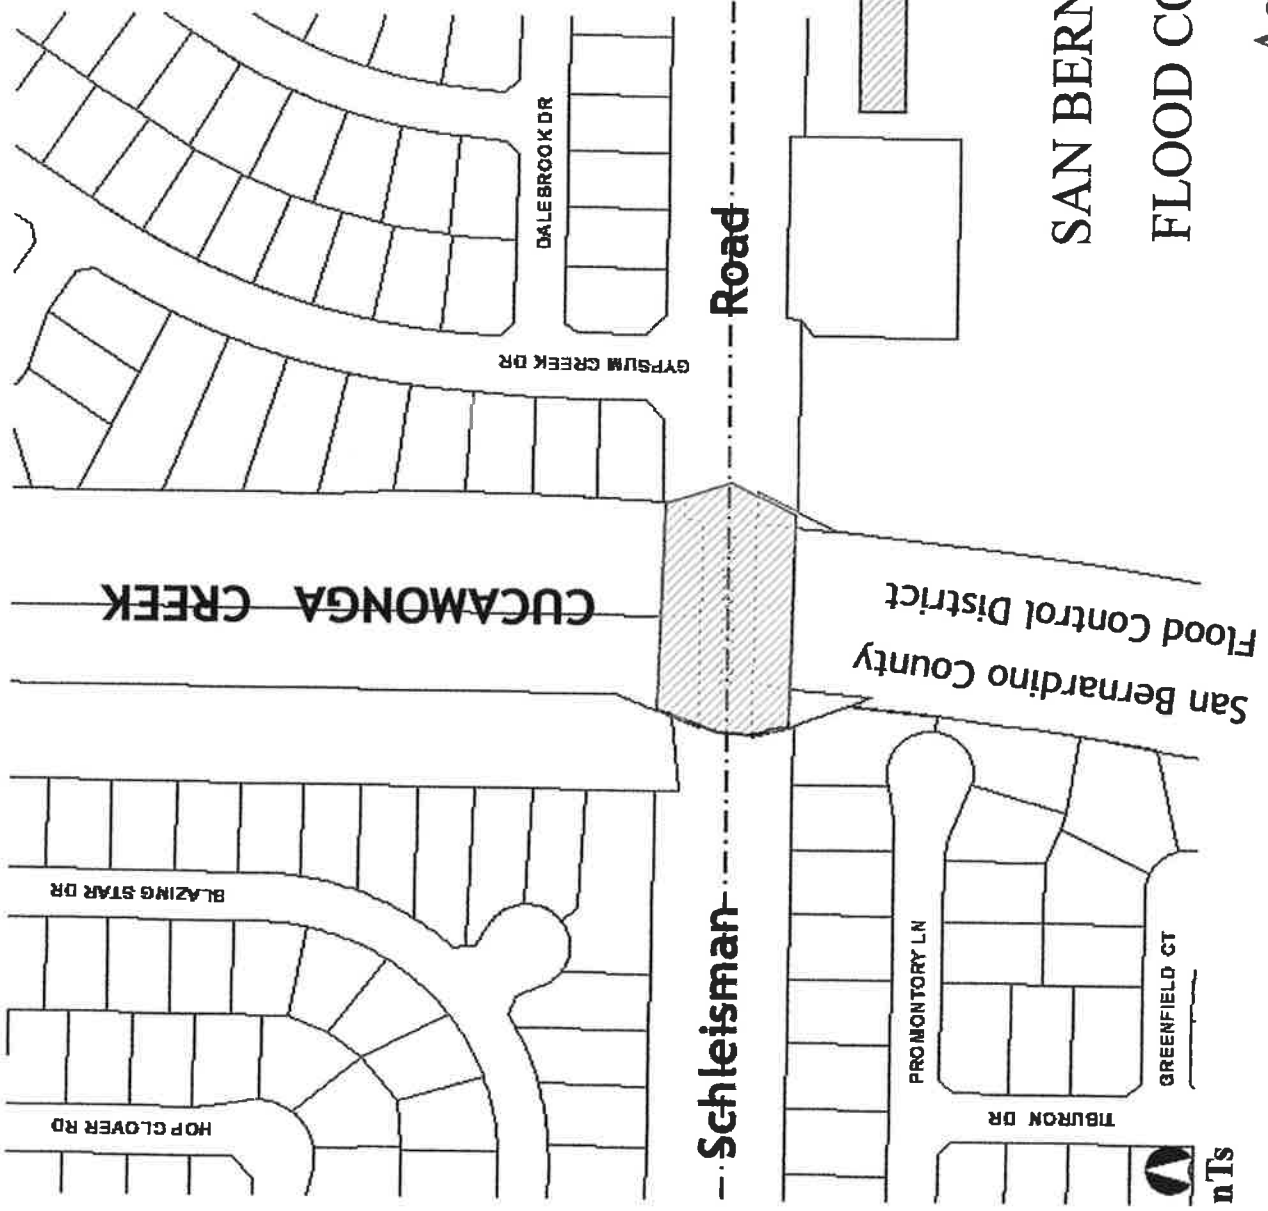 HOP CLOVER RD
BLAZING STAR DR
CUCAMONGA CREEK
GYPSUM CREEK DR
DALEBROOK DR
Schleisman Road
TIBURON DR
PROMONTORY LN
GREENFIELD CT
San Bernardino County
Flood Control District
nTs
SAN BERN
FLOOD CO